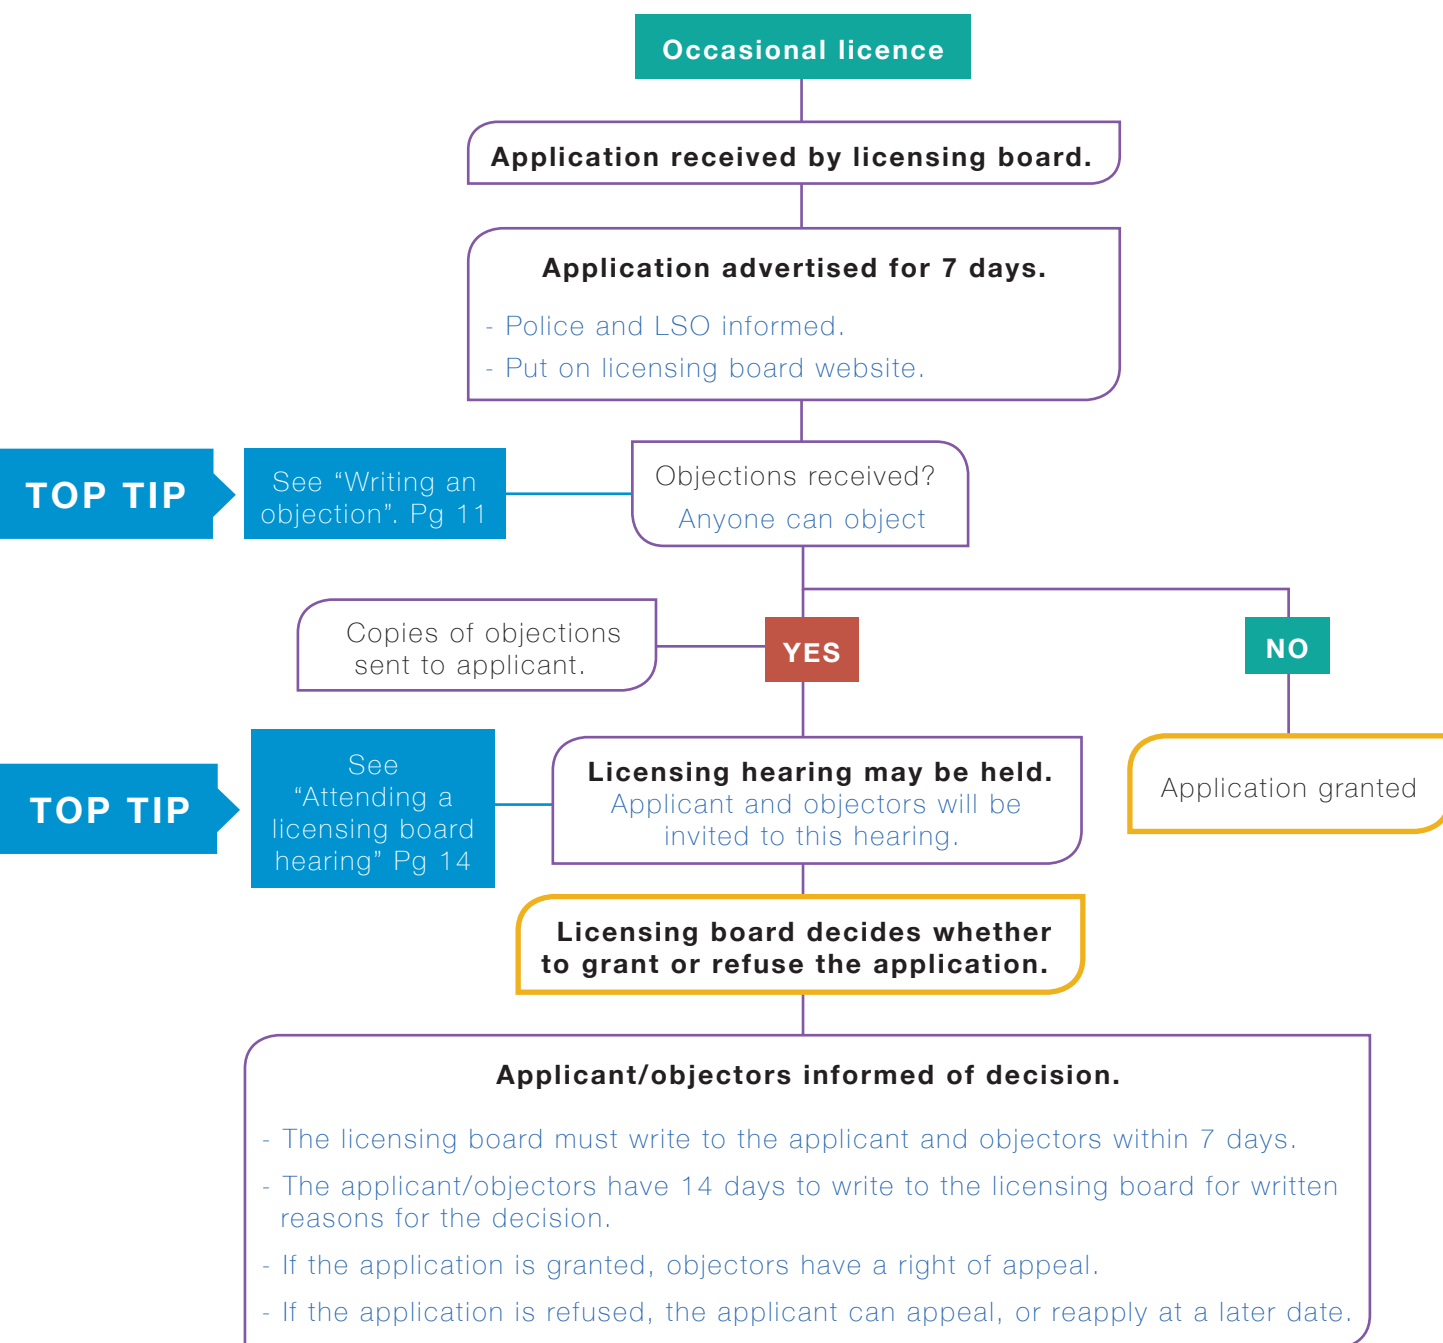 Occasional licence
Application received by licensing board.
Application advertised for 7 days.
- Police and LSO informed.
- Put on licensing board website.
TOP TIP
See “Writing an
objection”. Pg 11
Objections received?
Anyone can object
Copies of objections
sent to applicant.
YES
NO
TOP TIP
See
“Attending a
licensing board
hearing” Pg 14
Licensing hearing may be held.
Applicant and objectors will be
invited to this hearing.
Application granted
Licensing board decides whether
to grant or refuse the application.
Applicant/objectors informed of decision.
- The licensing board must write to the applicant and objectors within 7 days.
- The applicant/objectors have 14 days to write to the licensing board for written
reasons for the decision.
- If the application is granted, objectors have a right of appeal.
- If the application is refused, the applicant can appeal, or reapply at a later date.